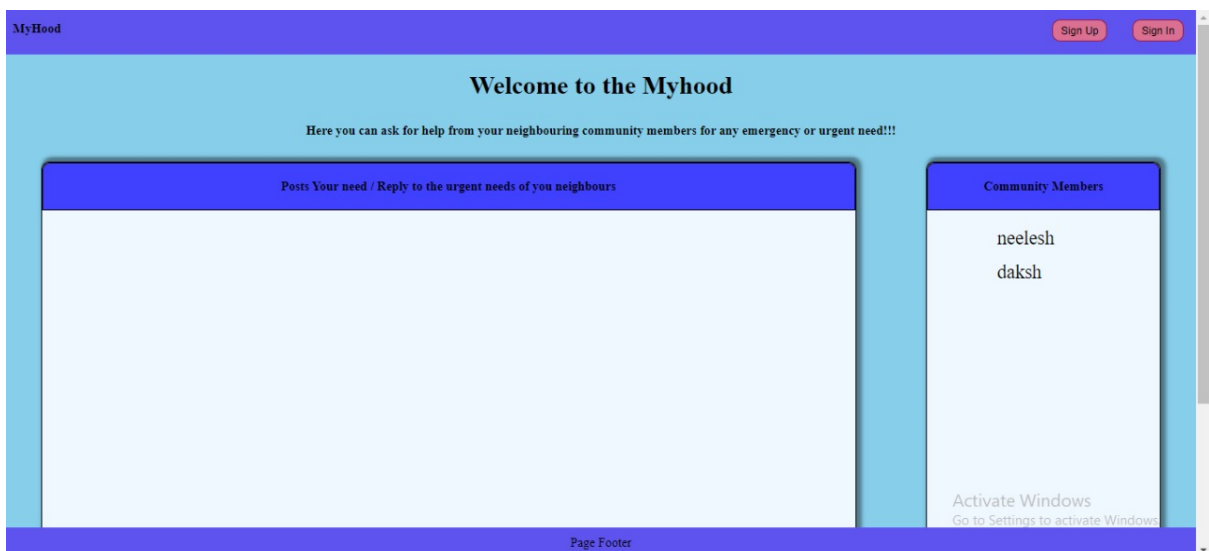 MyHood
Sign Up
Sign In
Welcome to the Myhood
Here you can ask for help from your neighbouring community members for any emergency or urgent need!!!
Posts Your need / Reply to the urgent needs of you neighbours
Community Members
neelesh
daksh
Activate Windows
Go to Settings to activate Windows
Page Footer